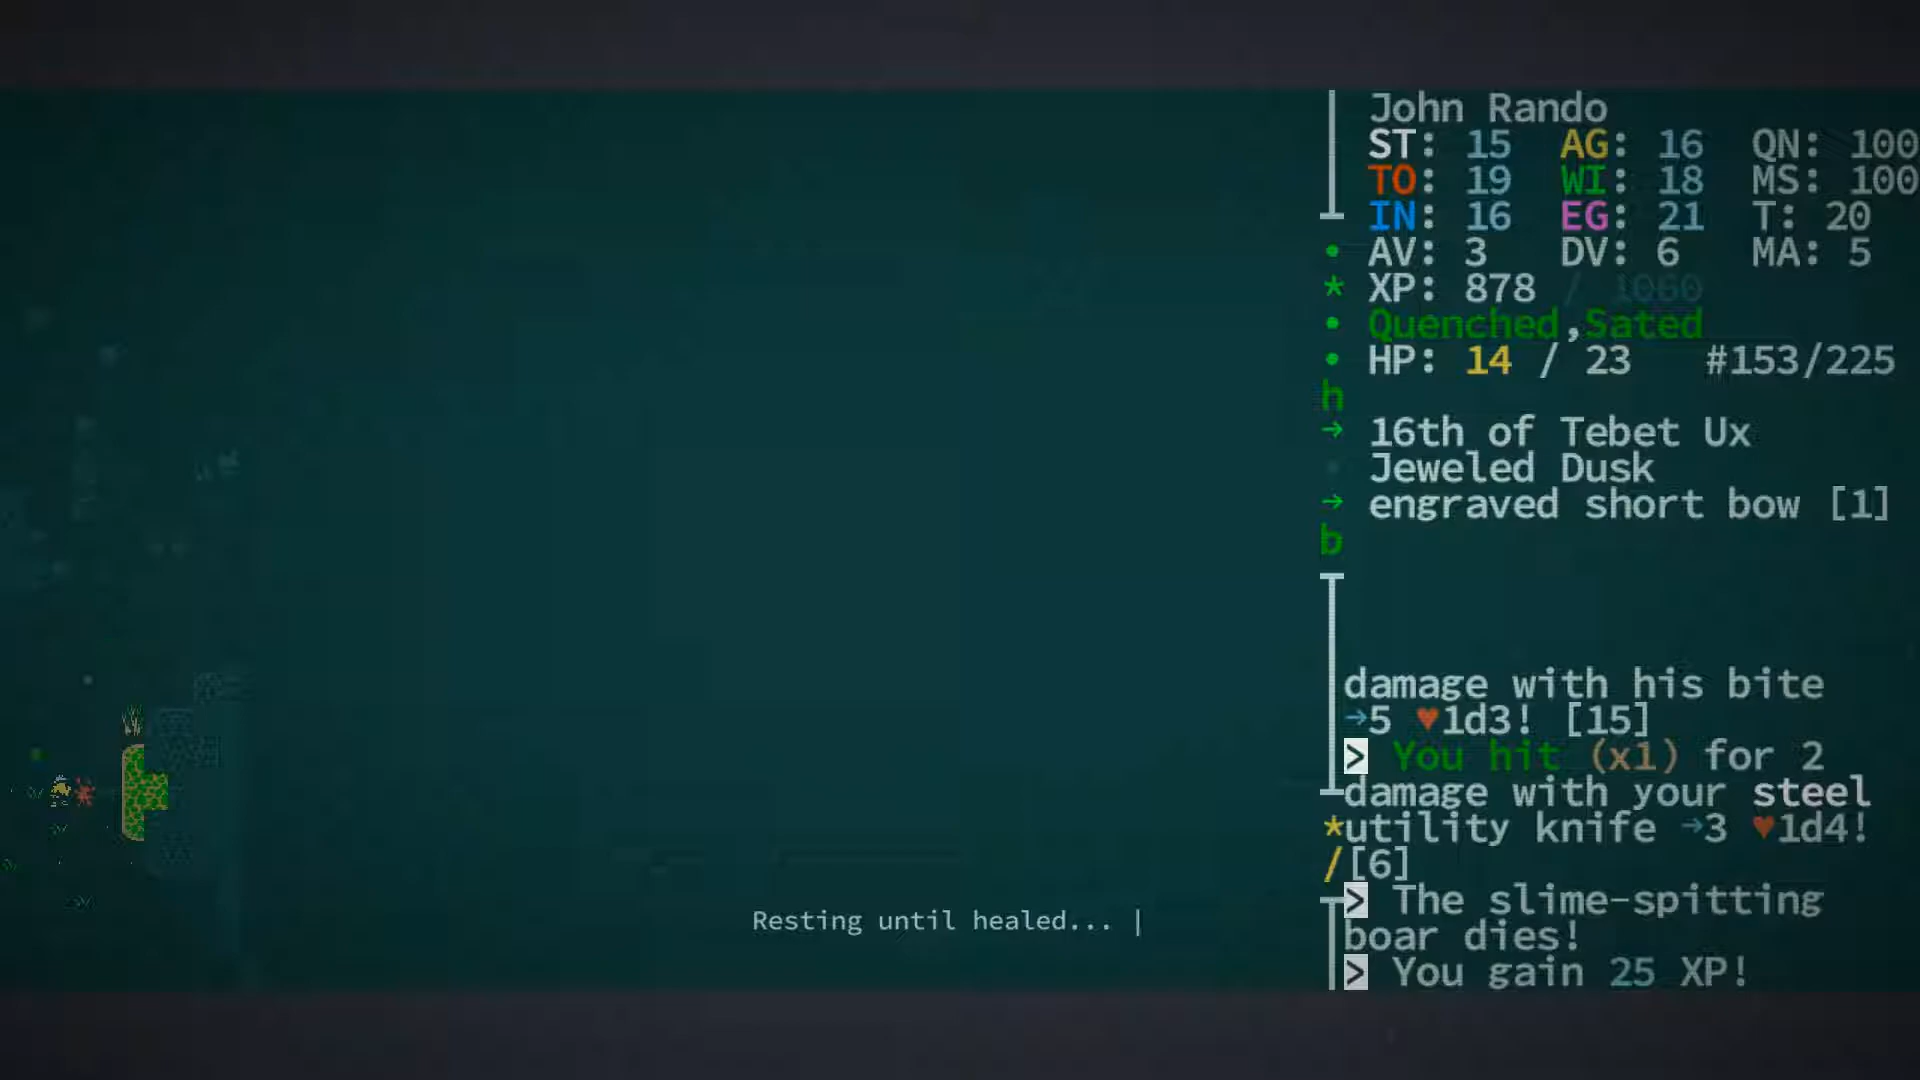 John Rando
ST: 15 AG: 16 QN: 100
TO: 19 WI: 18 MS: 100
IN: 16 EG: 21 T: 20
• AV: 3 DV: 6 MA: 5
* XP: 878 / 1060
• Quenched,Sated
• HP: 14 / 23 #153/225
h
→ 16th of Tebet Ux
Jeweled Dusk
→ engraved short bow [1]
b
damage with his bite
→5 ♥1d3! [15]
> You hit (x1) for 2
damage with your steel
*utility knife →3 ♥1d4!
/[6]
> The slime-spitting
boar dies!
> You gain 25 XP!
Resting until healed... |